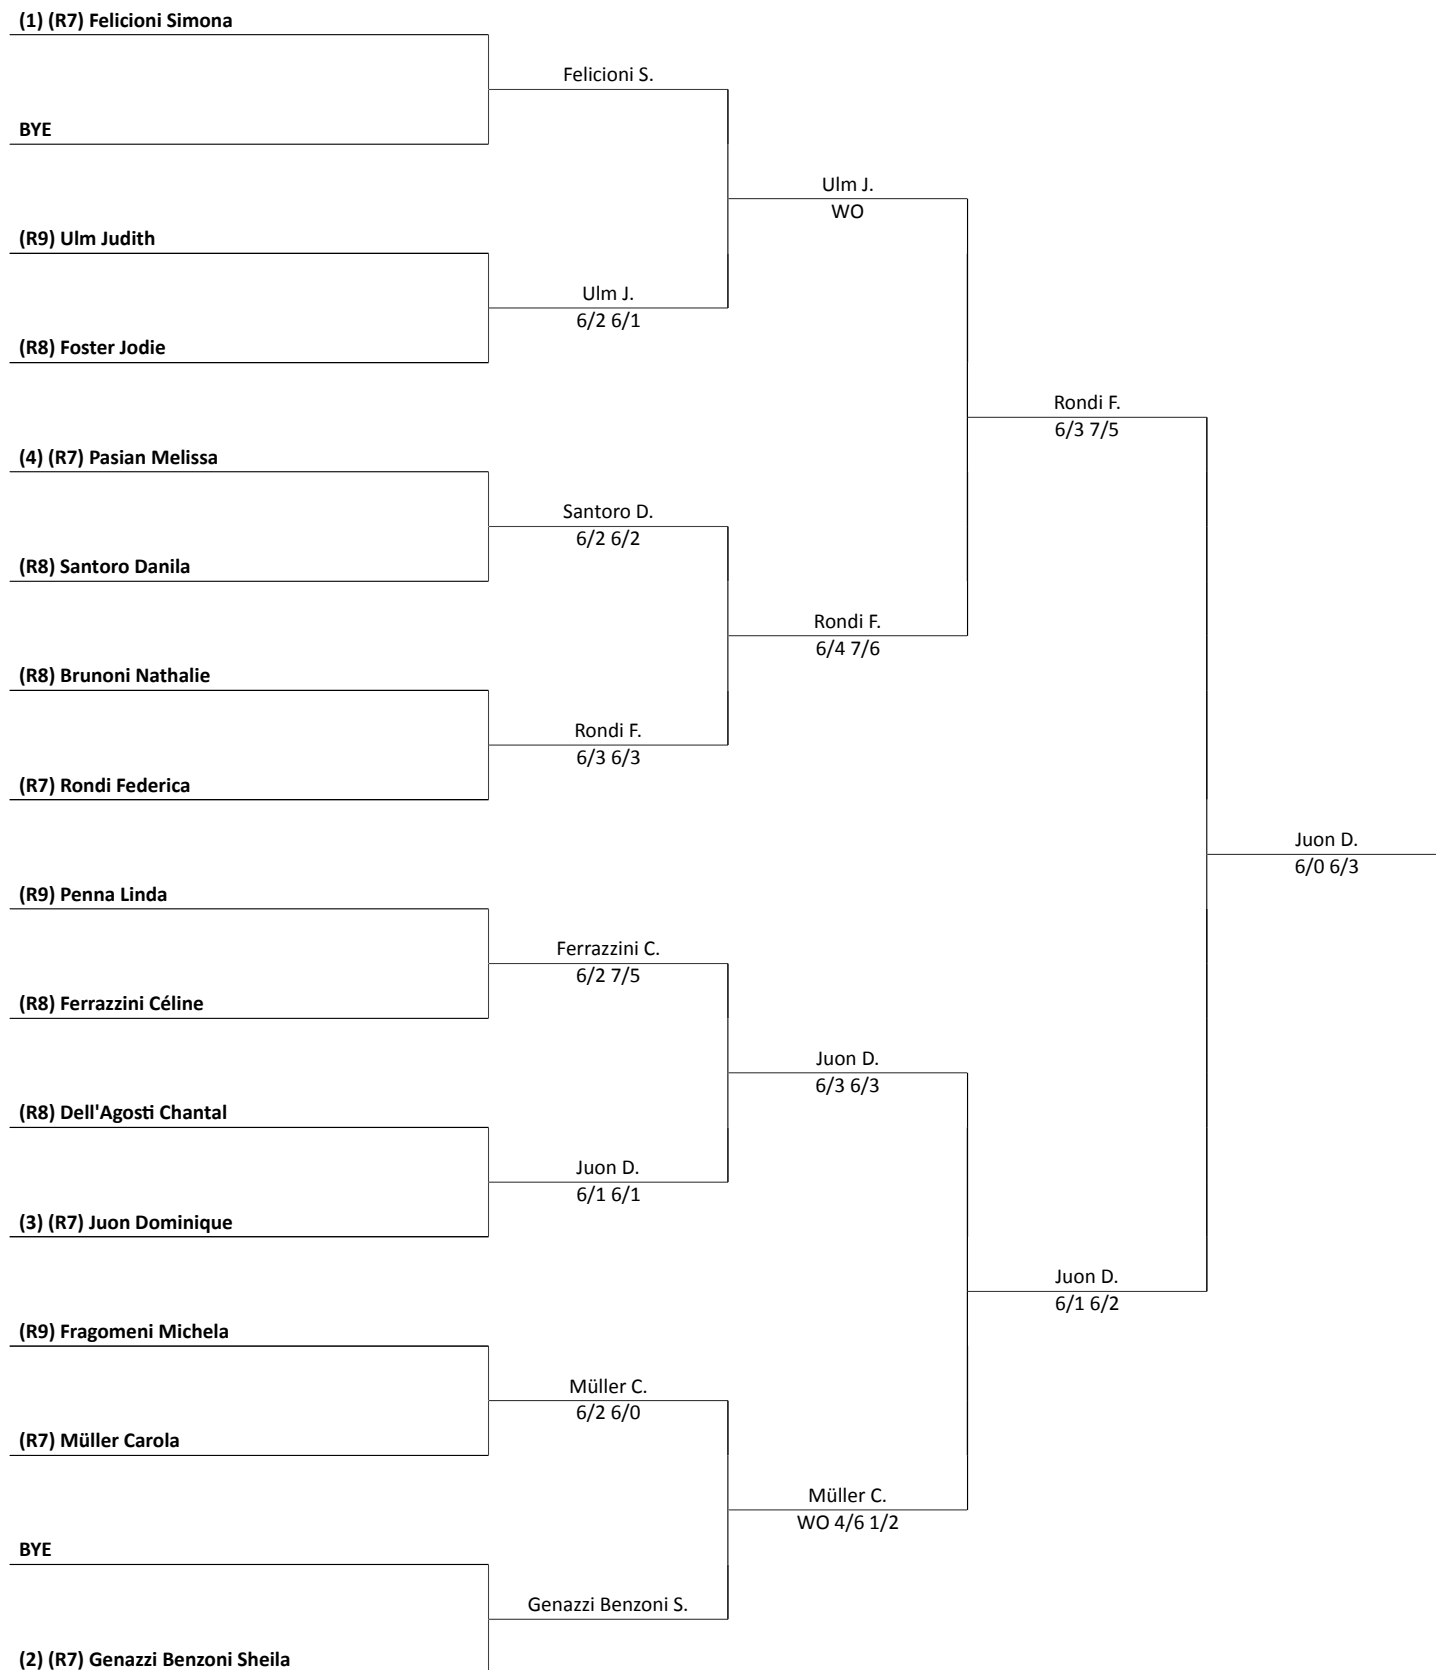 (1) (R7) Felicioni Simona
Felicioni S.
BYE
Ulm J.
WO
(R9) Ulm Judith
Ulm J.
6/2 6/1
(R8) Foster Jodie
Rondi F.
6/3 7/5
(4) (R7) Pasian Melissa
Santoro D.
6/2 6/2
(R8) Santoro Danila
Rondi F.
6/4 7/6
(R8) Brunoni Nathalie
Rondi F.
6/3 6/3
(R7) Rondi Federica
Juon D.
6/0 6/3
(R9) Penna Linda
Ferrazzini C.
6/2 7/5
(R8) Ferrazzini Céline
Juon D.
6/3 6/3
(R8) Dell'Agosti Chantal
Juon D.
6/1 6/1
(3) (R7) Juon Dominique
Juon D.
6/1 6/2
(R9) Fragomeni Michela
Müller C.
6/2 6/0
(R7) Müller Carola
Müller C.
WO 4/6 1/2
BYE
Genazzi Benzoni S.
(2) (R7) Genazzi Benzoni Sheila